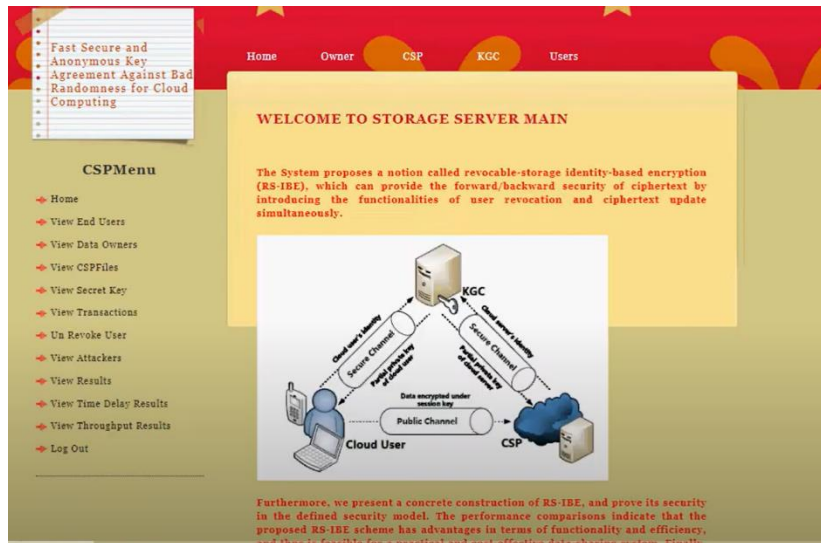 Fast Secure and
Anonymous Key
Agreement Against Bad
Randomness for Cloud
Computing
Home Owner CSP KGC Users
CSPMenu
Home
View End Users
View Data Owners
View CSPFiles
View Secret Key
View Transactions
Un Revoke User
View Attackers
View Results
View Time Delay Results
View Throughput Results
Log Out
WELCOME TO STORAGE SERVER MAIN
The System proposes a notion called revocable-storage identity-based encryption
(RS-IBE), which can provide the forward/backward security of ciphertext by
introducing the functionalities of user revocation and ciphertext update
simultaneously.
KGC
Cloud user's identity
Secure Channel
Partial private key
of cloud user
Cloud server's identity
Secure Channel
Partial private key
of cloud server
Data encrypted under
session key
Public Channel
Cloud User
CSP
Furthermore, we present a concrete construction of RS-IBE, and prove its security
in the defined security model. The performance comparisons indicate that the
proposed RS-IBE scheme has advantages in terms of functionality and efficiency,